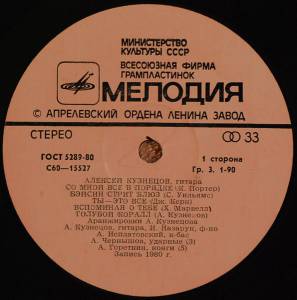 МИНИСТЕРСТВО
КУЛЬТУРЫ СССР
ВСЕСОЮЗНАЯ ФИРМА
ГРАМПЛАСТИНОК
МЕЛОДИЯ
© АПРЕЛЕВСКИЙ ОРДЕНА ЛЕНИНА ЗАВОД
СТЕРЕО 33
ГОСТ 5289-80
С60—15527
1 сторона
Гр. 3. 1-90
АЛЕКСЕЙ КУЗНЕЦОВ, гитара
СО МНОЙ ВСЕ В ПОРЯДКЕ (К. Портер)
БЭНСИН СТРИТ БЛЮЗ (С. Уильямс)
ТЫ—ЭТО ВСЕ (Дж. Керн)
ВСПОМИНАЯ О ТЕБЕ (Х. Марвелл)
ГОЛУБОЙ КОРАЛЛ (А. Кузнецов)
Аранжировки А. Кузнецова
А. Кузнецов, гитара, И. Назарук, ф-но
А. Исплатовский, к-бас
А. Чернышов, ударные (3)
А. Гореткин, конги (5)
Запись 1980 г.